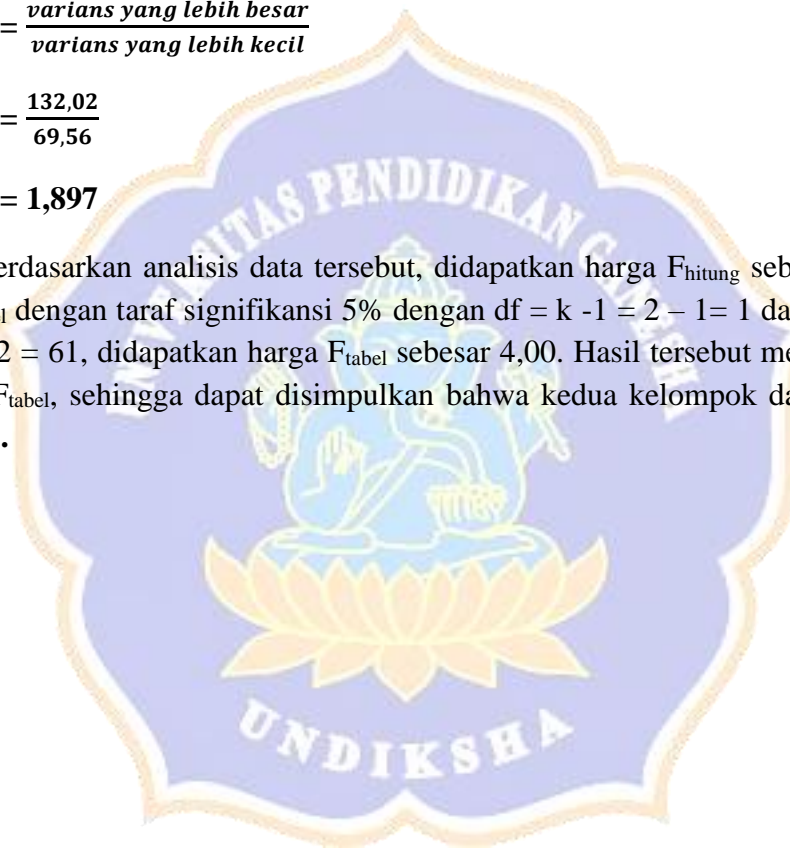 = varians yang lebih besar
varians yang lebih kecil
= 132,02
69,56
= 1,897
erdasarkan analisis data tersebut, didapatkan harga Fhitung seb
l dengan taraf signifikansi 5% dengan df = k -1 = 2 – 1= 1 da
2 = 61, didapatkan harga Ftabel sebesar 4,00. Hasil tersebut me
Ftabel, sehingga dapat disimpulkan bahwa kedua kelompok da
.
UNIVERSITAS PENDIDIKAN GANESHA
UNDIKSHA